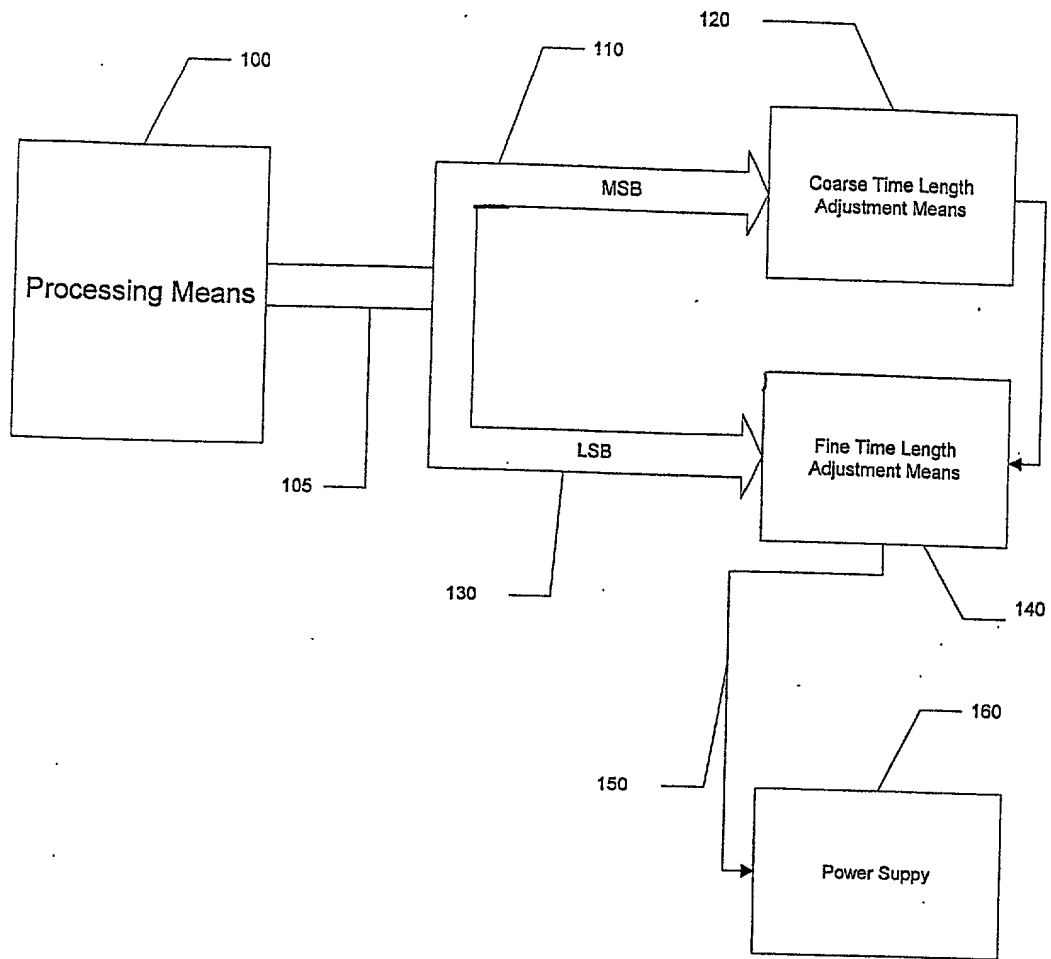 120
110
100
MSB
Coarse Time Length
Adjustment Means
Processing Means
LSB
Fine Time Length
Adjustment Means
105
130
140
160
150
Power Suppy